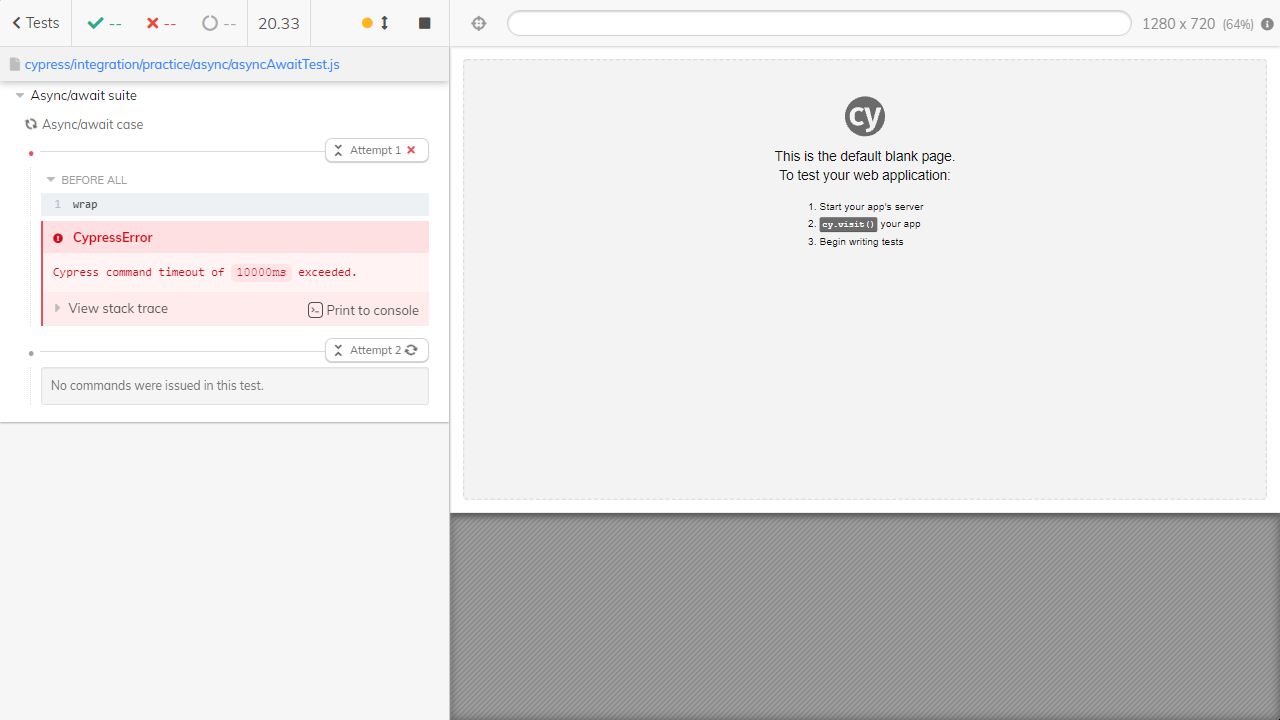 Tests -- -- -- 20.33 1280 x 720 (64%)
cypress/integration/practice/async/asyncAwaitTest.js
Async/await suite
Async/await case
Attempt 1
BEFORE ALL
1 wrap
CypressError
Cypress command timeout of 10000ms exceeded.
View stack trace Print to console
Attempt 2
No commands were issued in this test.
cy
This is the default blank page.
To test your web application:
1. Start your app's server
2. cy.visit() your app
3. Begin writing tests